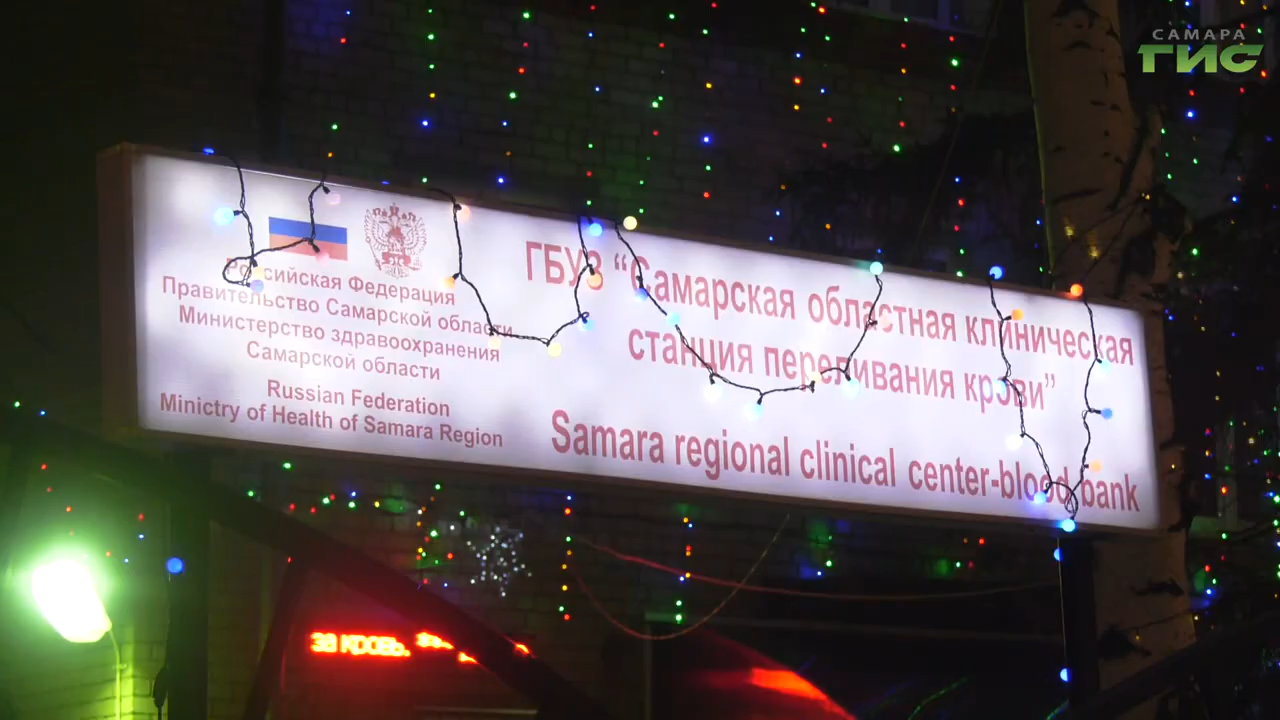 САМАРА
ГИС
Российская Федерация
Правительство Самарской области
Министерство здравоохранения
Самарской области
Russian Federation
Minictry of Health of Samara Region
ГБУЗ “Самарская областная клиническая
станция переливания крови”
Samara regional clinical center-blood bank